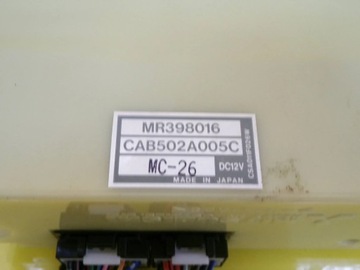 MR398016
CAB502A005C
MC-26 DC12V
MADE IN JAPAN